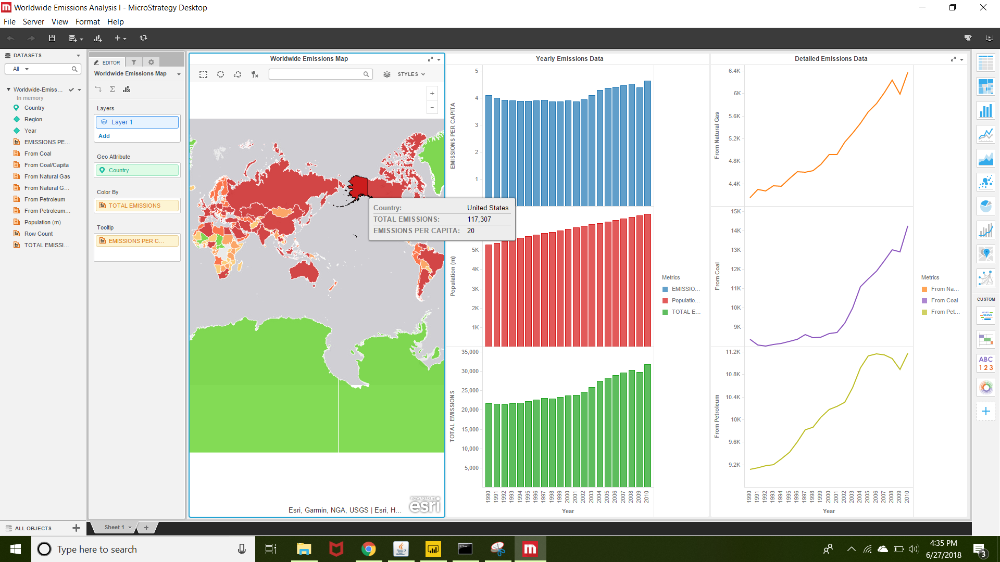 Worldwide Emissions Analysis I - MicroStrategy Desktop
File Server View Format Help
DATASETS
All
Worldwide-Emiss...
In memory
Country
Region
Year
EMISSIONS PE...
From Coal
From Coal/Capita
From Natural Gas
From Natural G...
From Petroleum
From Petroleum...
Population (m)
Row Count
TOTAL EMISSI...
ALL OBJECTS
EDITOR
Worldwide Emissions Map
Layers
Layer 1
Add
Geo Attribute
Country
Color By
TOTAL EMISSIONS
Tooltip
EMISSIONS PER C...
Worldwide Emissions Map
STYLES
+
−
Country: United States
TOTAL EMISSIONS: 117,307
EMISSIONS PER CAPITA: 20
POWERED BY
esri
Esri, Garmin, NGA, USGS | Esri, H...
Sheet 1
Yearly Emissions Data
EMISSIONS PER CAPITA
5
4
3
2
1
Population (m)
5K
4K
3K
2K
1K
TOTAL EMISSIONS
35,000
30,000
25,000
20,000
15,000
10,000
5,000
1990 1991 1992 1993 1994 1995 1996 1997 1998 1999 2000 2001 2002 2003 2004 2005 2006 2007 2008 2009 2010
Year
Metrics
EMISSIO...
Populatio...
TOTAL E...
Detailed Emissions Data
From Natural Gas
6.4K
6K
5.6K
5.2K
4.8K
4.4K
From Coal
15K
14K
13K
12K
11K
10K
9K
From Petroleum
11.2K
10.8K
10.4K
10K
9.6K
9.2K
1990 1991 1992 1993 1994 1995 1996 1997 1998 1999 2000 2001 2002 2003 2004 2005 2006 2007 2008 2009 2010
Year
Metrics
From Na...
From Coal
From Pet...
CUSTOM
WORD
CLOUD
ABC
123
Type here to search
4:35 PM
6/27/2018
3